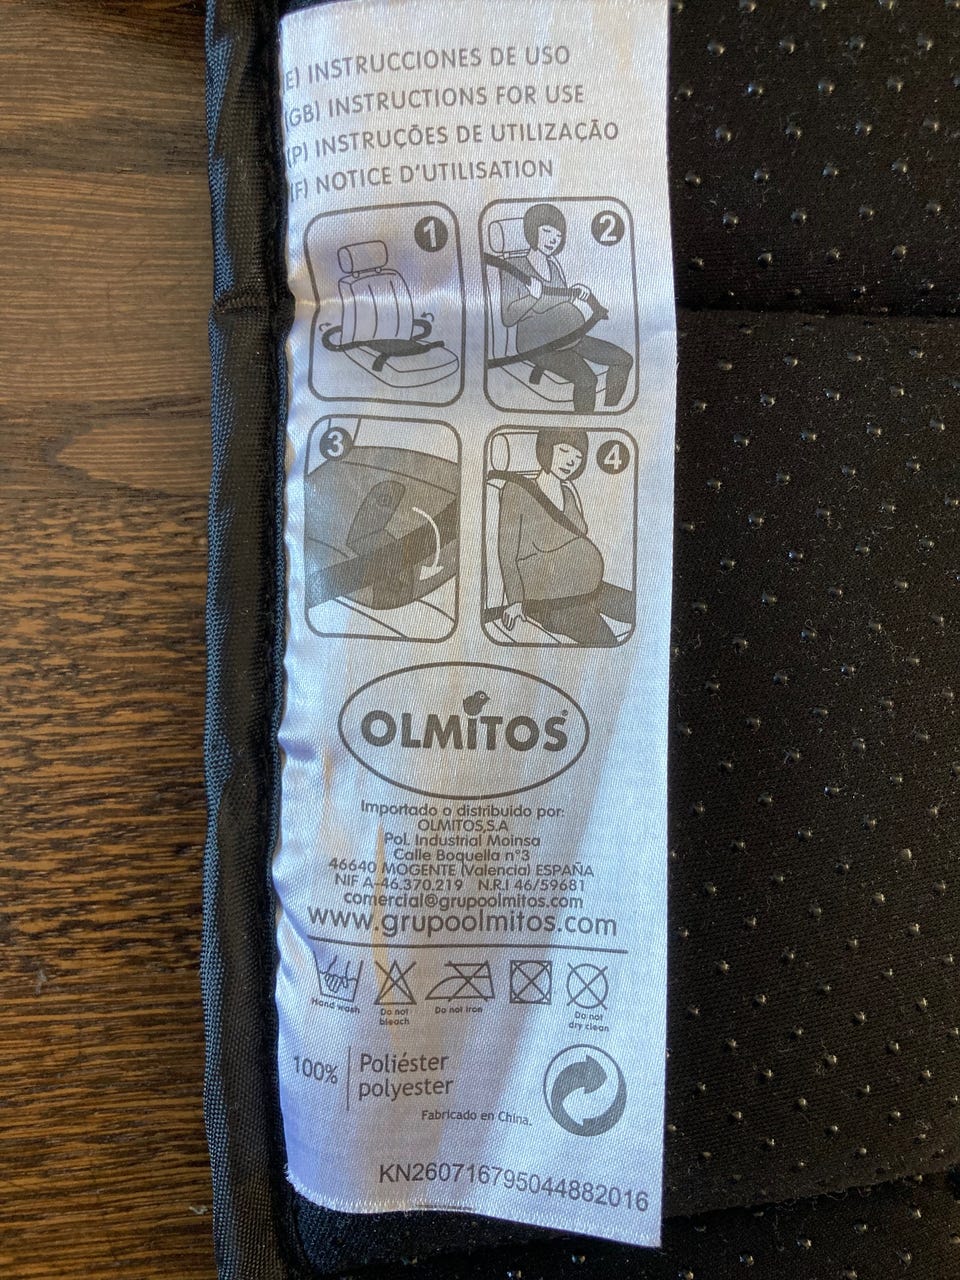 E) INSTRUCCIONES DE USO
(GB) INSTRUCTIONS FOR USE
(P) INSTRUÇÕES DE UTILIZAÇÃO
(F) NOTICE D'UTILISATION
1
2
3
4
OLMITOS®
Importado o distribuido por:
OLMITOS,S.A
Pol. Industrial Moinsa
Calle Boquella n°3
46640 MOGENTE (Valencia) ESPAÑA
NIF A-46.370.219 N.R.I 46/59681
comercial@grupoolmitos.com
www.grupoolmitos.com
Hand wash
Do not bleach
Do not iron
Do not dry clean
100% Poliéster
polyester
Fabricado en China.
KN260716795044882016